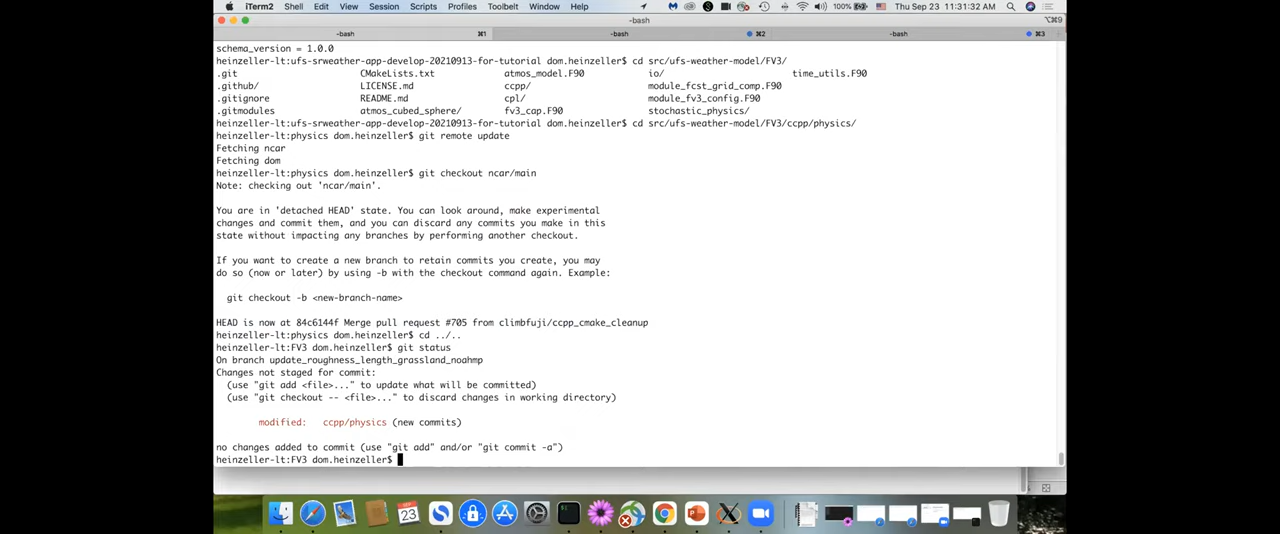 iTerm2 Shell Edit View Session Scripts Profiles Toolbelt Window Help 100% Thu Sep 23 11:31:32 AM
-bash ⌥⌘9
-bash ⌘1 -bash ⌘2 -bash ⌘3
schema_version = 1.0.0
heinzeller-lt:ufs-srweather-app-develop-20210913-for-tutorial dom.heinzeller$ cd src/ufs-weather-model/FV3/
.git CMakeLists.txt atmos_model.F90 io/ time_utils.F90
.github/ LICENSE.md ccpp/ module_fcst_grid_comp.F90
.gitignore README.md cpl/ module_fv3_config.F90
.gitmodules atmos_cubed_sphere/ fv3_cap.F90 stochastic_physics/
heinzeller-lt:ufs-srweather-app-develop-20210913-for-tutorial dom.heinzeller$ cd src/ufs-weather-model/FV3/ccpp/physics/
heinzeller-lt:physics dom.heinzeller$ git remote update
Fetching ncar
Fetching dom
heinzeller-lt:physics dom.heinzeller$ git checkout ncar/main
Note: checking out 'ncar/main'.
You are in 'detached HEAD' state. You can look around, make experimental
changes and commit them, and you can discard any commits you make in this
state without impacting any branches by performing another checkout.
If you want to create a new branch to retain commits you create, you may
do so (now or later) by using -b with the checkout command again. Example:
git checkout -b <new-branch-name>
HEAD is now at 84c6144f Merge pull request #705 from climbfuji/ccpp_cmake_cleanup
heinzeller-lt:physics dom.heinzeller$ cd ../..
heinzeller-lt:FV3 dom.heinzeller$ git status
On branch update_roughness_length_grassland_noahmp
Changes not staged for commit:
(use "git add <file>..." to update what will be committed)
(use "git checkout -- <file>..." to discard changes in working directory)
modified: ccpp/physics (new commits)
no changes added to commit (use "git add" and/or "git commit -a")
heinzeller-lt:FV3 dom.heinzeller$
23